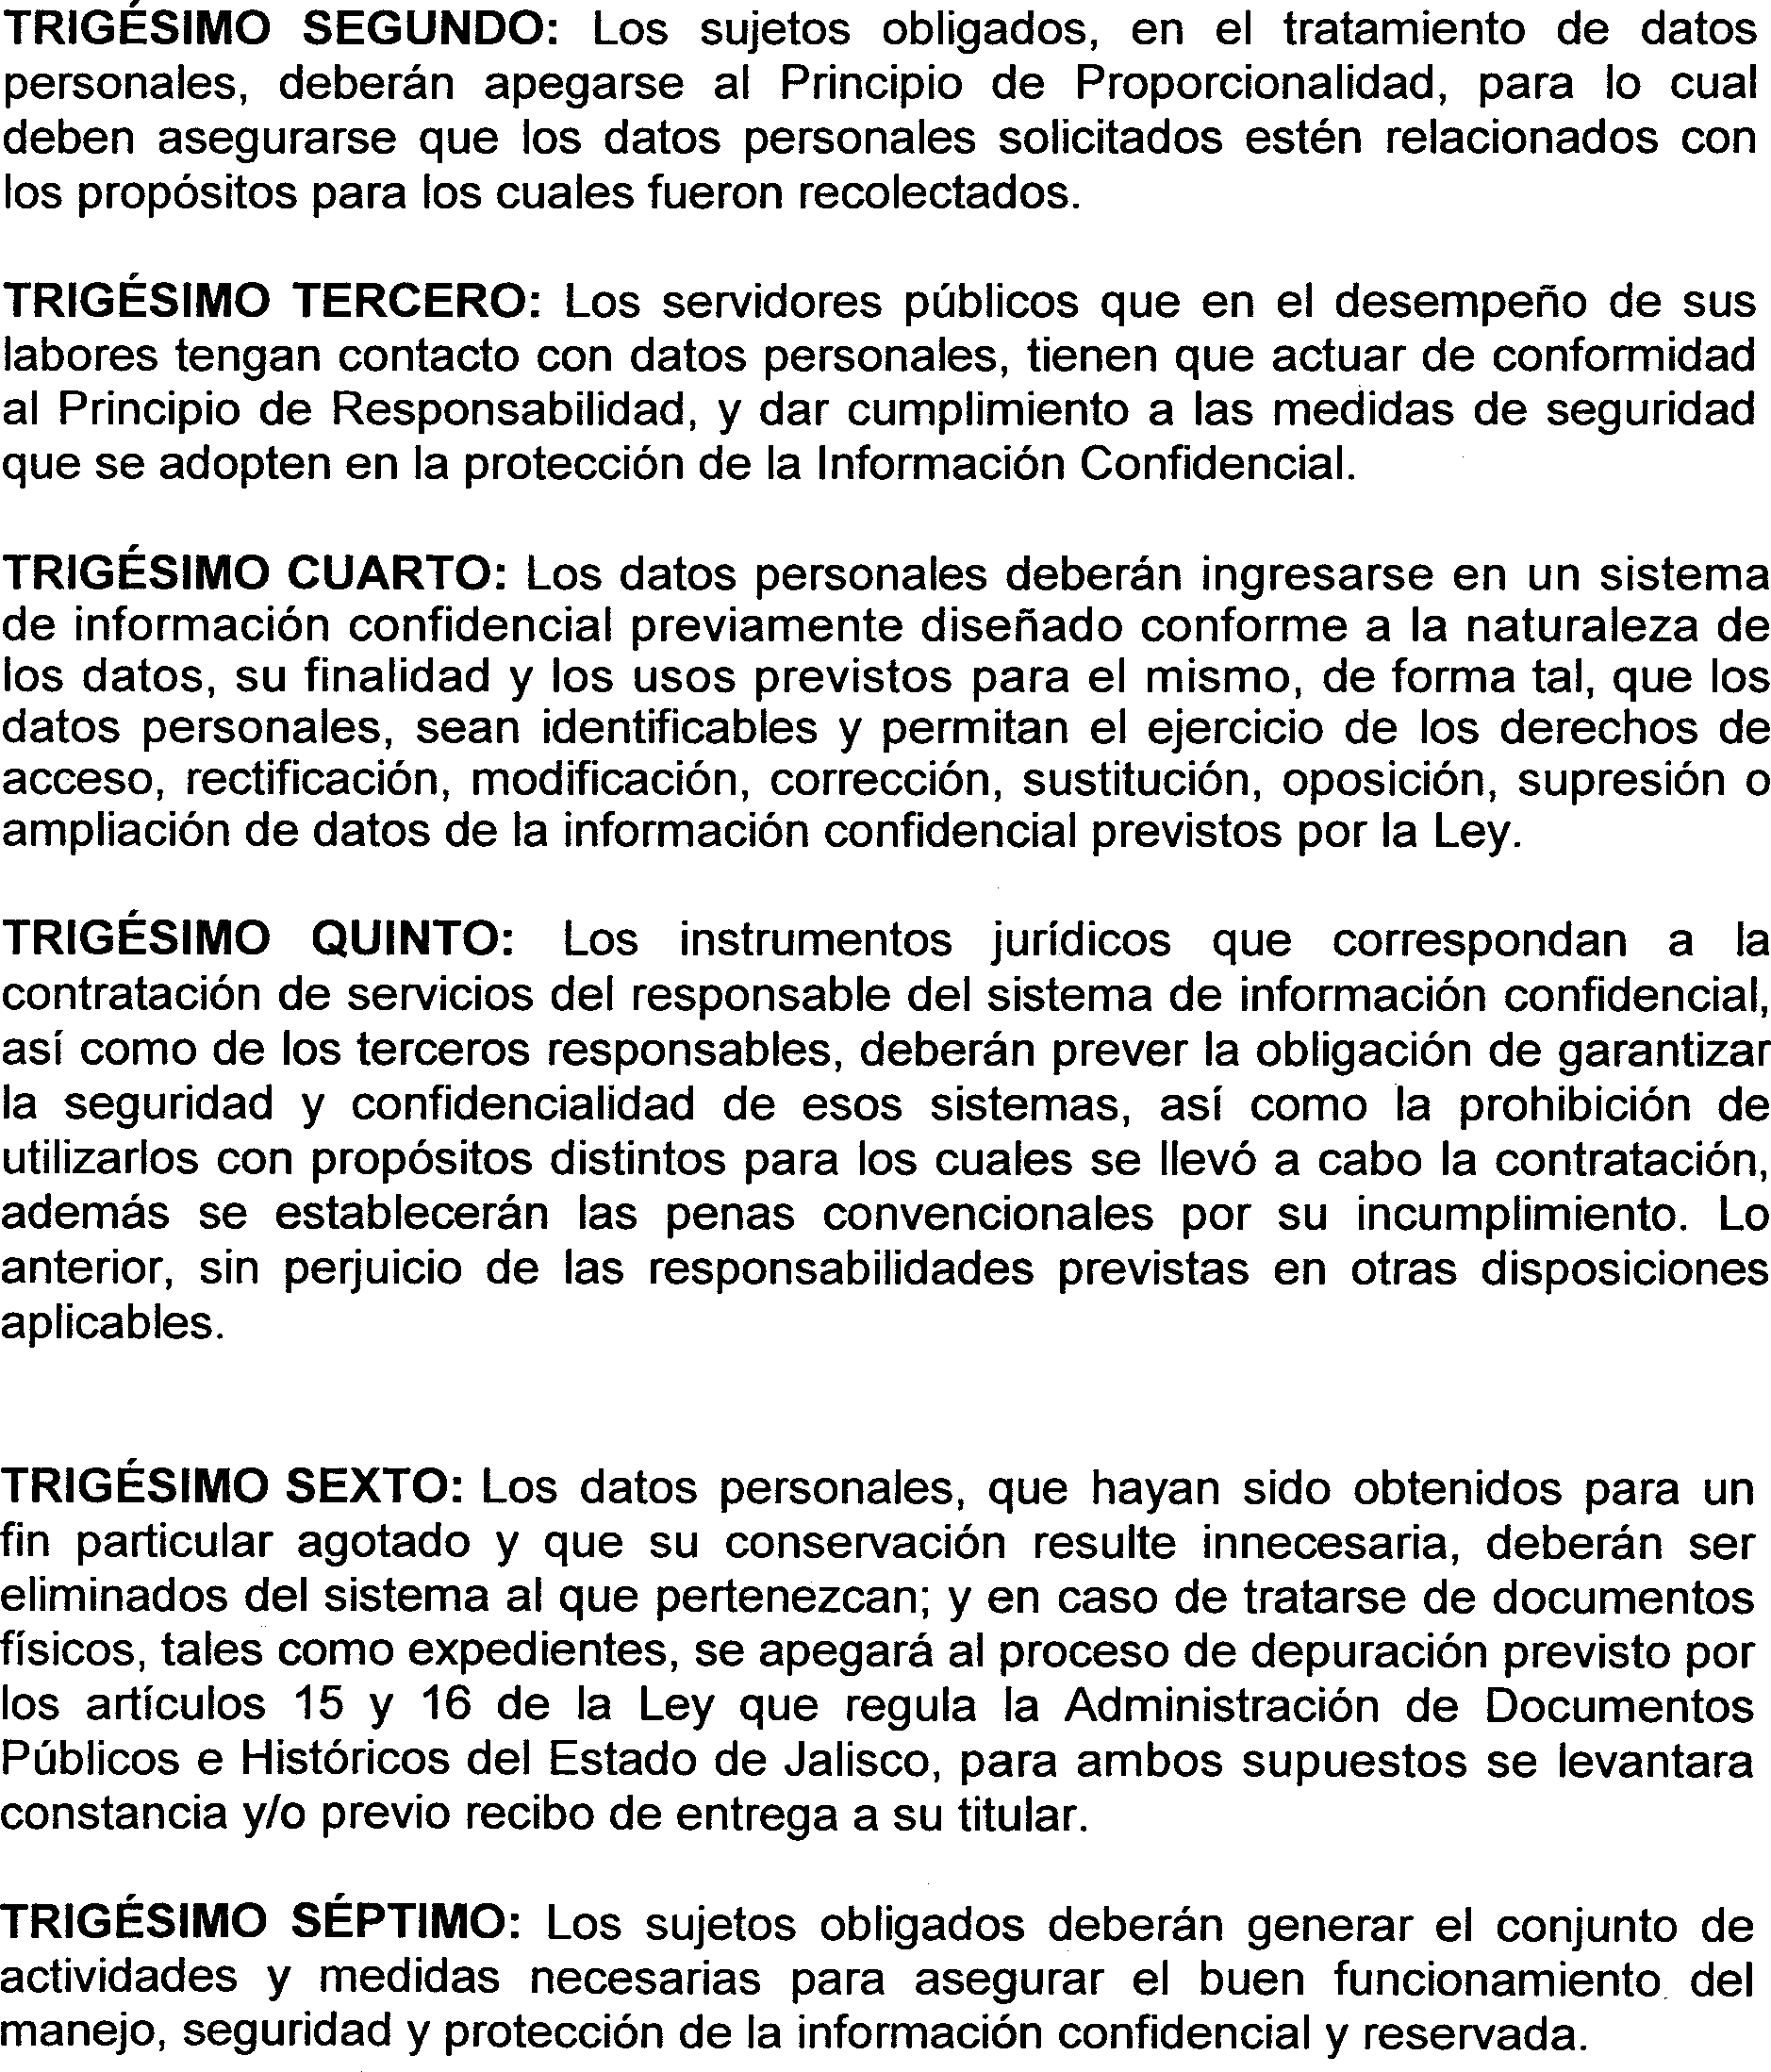 TRIGÉSIMO SEGUNDO: Los sujetos obligados, en el tratamiento de datos
personales, deberán apegarse al Principio de Proporcionalidad, para lo cual
deben asegurarse que los datos personales solicitados estén relacionados con
los propósitos para los cuales fueron recolectados.
TRIGÉSIMO TERCERO: Los servidores públicos que en el desempeño de sus
labores tengan contacto con datos personales, tienen que actuar de conformidad
al Principio de Responsabilidad, y dar cumplimiento a las medidas de seguridad
que se adopten en la protección de la Información Confidencial.
TRIGÉSIMO CUARTO: Los datos personales deberán ingresarse en un sistema
de información confidencial previamente diseñado conforme a la naturaleza de
los datos, su finalidad y los usos previstos para el mismo, de forma tal, que los
datos personales, sean identificables y permitan el ejercicio de los derechos de
acceso, rectificación, modificación, corrección, sustitución, oposición, supresión o
ampliación de datos de la información confidencial previstos por la Ley.
TRIGÉSIMO QUINTO: Los instrumentos jurídicos que correspondan a la
contratación de servicios del responsable del sistema de información confidencial,
así como de los terceros responsables, deberán prever la obligación de garantizar
la seguridad y confidencialidad de esos sistemas, así como la prohibición de
utilizarlos con propósitos distintos para los cuales se llevó a cabo la contratación,
además se establecerán las penas convencionales por su incumplimiento. Lo
anterior, sin perjuicio de las responsabilidades previstas en otras disposiciones
aplicables.
TRIGÉSIMO SEXTO: Los datos personales, que hayan sido obtenidos para un
fin particular agotado y que su conservación resulte innecesaria, deberán ser
eliminados del sistema al que pertenezcan; y en caso de tratarse de documentos
físicos, tales como expedientes, se apegará al proceso de depuración previsto por
los artículos 15 y 16 de la Ley que regula la Administración de Documentos
Públicos e Históricos del Estado de Jalisco, para ambos supuestos se levantara
constancia y/o previo recibo de entrega a su titular.
TRIGÉSIMO SÉPTIMO: Los sujetos obligados deberán generar el conjunto de
actividades y medidas necesarias para asegurar el buen funcionamiento del
manejo, seguridad y protección de la información confidencial y reservada.